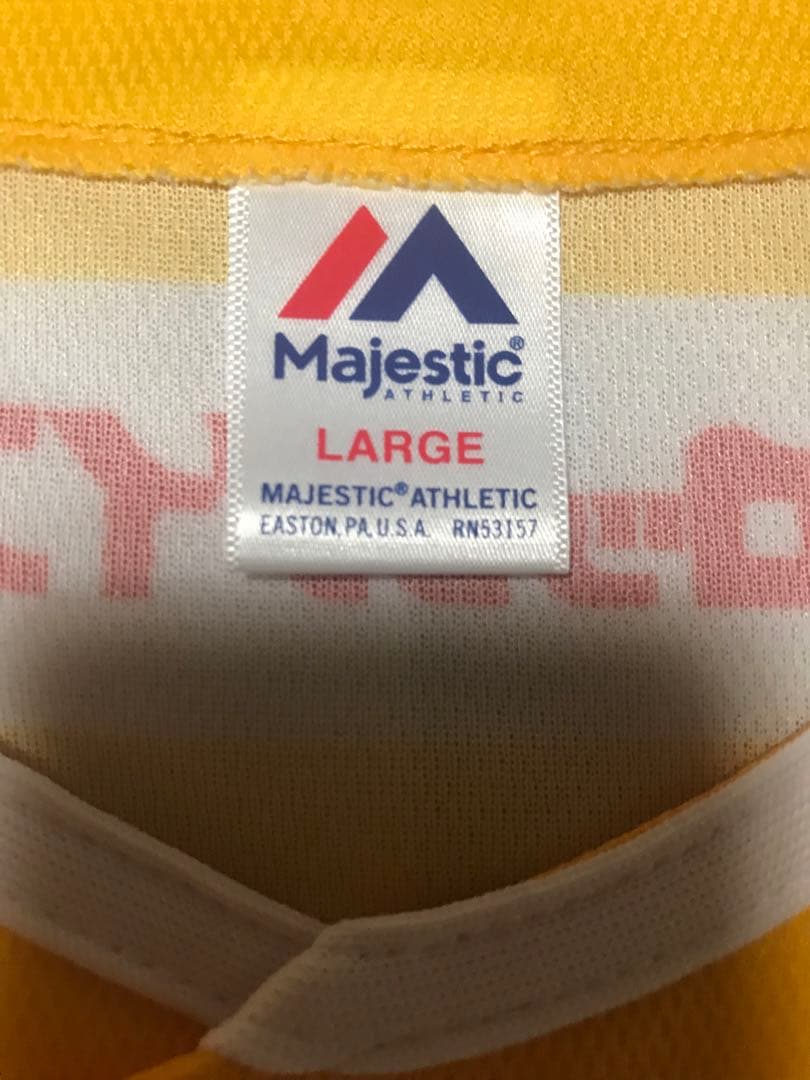 Majestic®
ATHLETIC
LARGE
MAJESTIC® ATHLETIC
EASTON, PA, U.S.A. RN53157